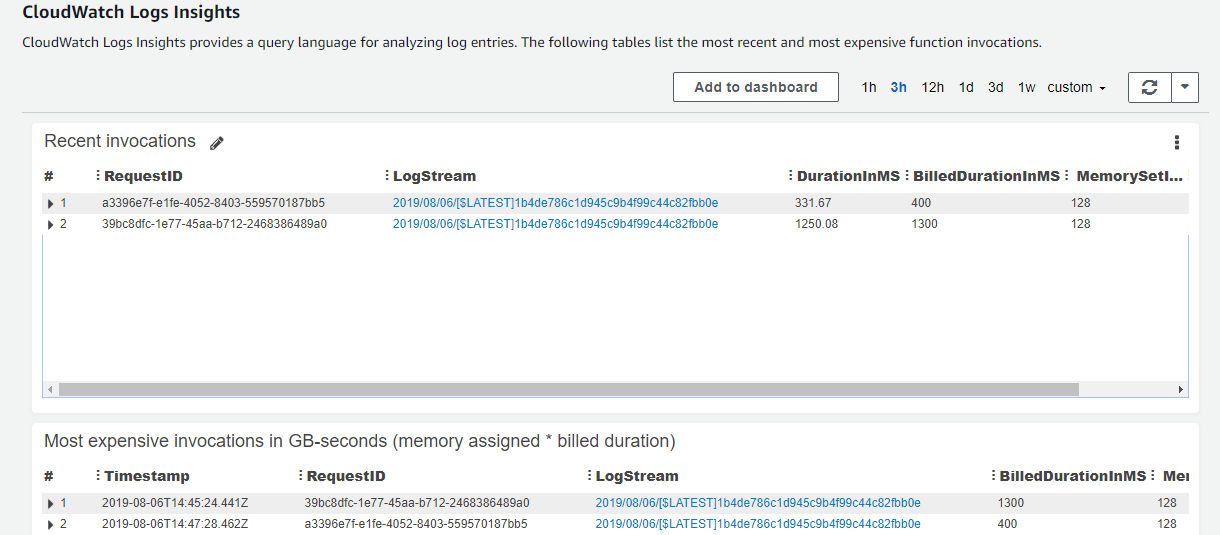 CloudWatch Logs Insights
CloudWatch Logs Insights provides a query language for analyzing log entries. The following tables list the most recent and most expensive function invocations.
Add to dashboard 1h 3h 12h 1d 3d 1w custom
Recent invocations
# RequestID LogStream DurationInMS BilledDurationInMS MemorySetI...
1 a3396e7f-e1fe-4052-8403-559570187bb5 2019/08/06/[$LATEST]1b4de786c1d945c9b4f99c44c82fbb0e 331.67 400 128
2 39bc8dfc-1e77-45aa-b712-2468386489a0 2019/08/06/[$LATEST]1b4de786c1d945c9b4f99c44c82fbb0e 1250.08 1300 128
Most expensive invocations in GB-seconds (memory assigned * billed duration)
# Timestamp RequestID LogStream BilledDurationInMS Mei
1 2019-08-06T14:45:24.441Z 39bc8dfc-1e77-45aa-b712-2468386489a0 2019/08/06/[$LATEST]1b4de786c1d945c9b4f99c44c82fbb0e 1300 128
2 2019-08-06T14:47:28.462Z a3396e7f-e1fe-4052-8403-559570187bb5 2019/08/06/[$LATEST]1b4de786c1d945c9b4f99c44c82fbb0e 400 128